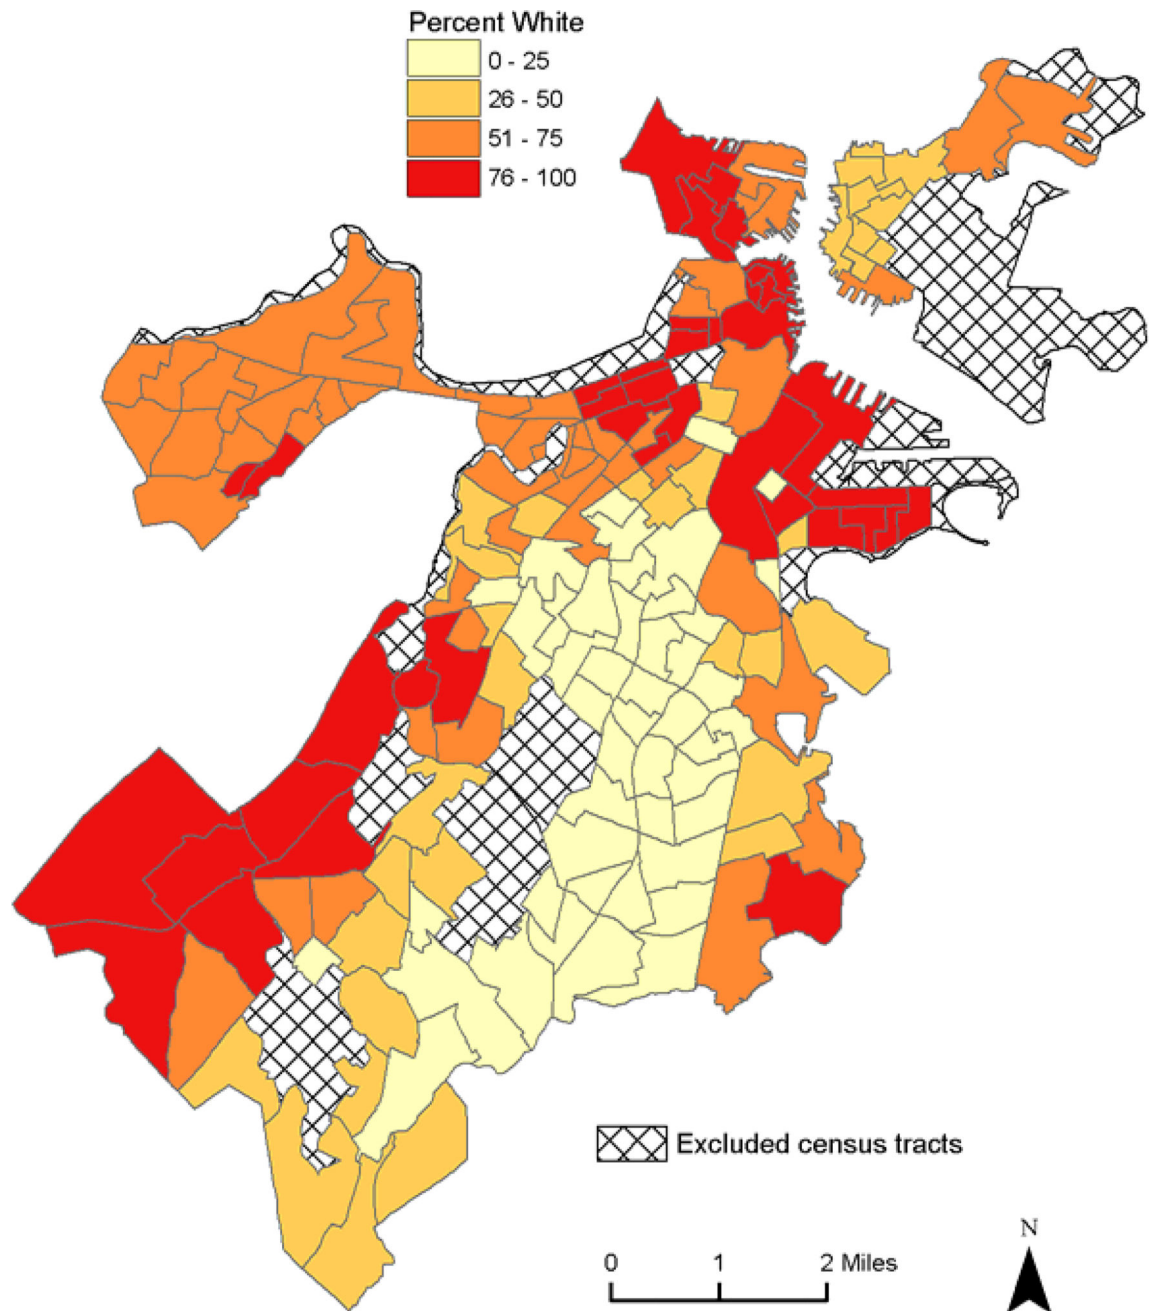 Percent White
0 - 25
26 - 50
51 - 75
76 - 100
Excluded census tracts
N
0 1 2 Miles